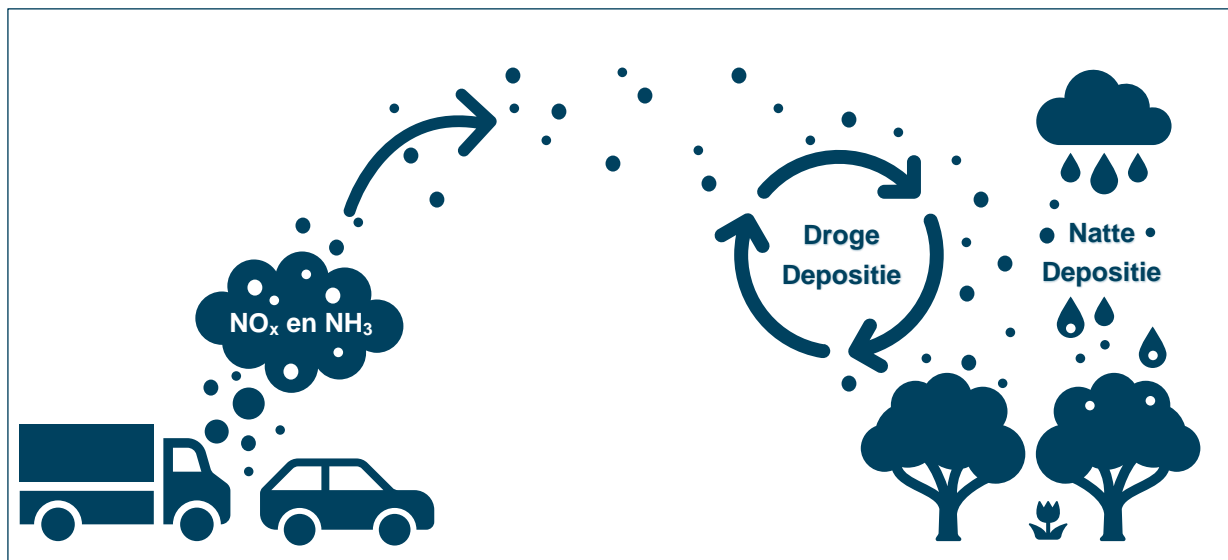 NOₓ en NH₃
Droge
Depositie
Natte
Depositie